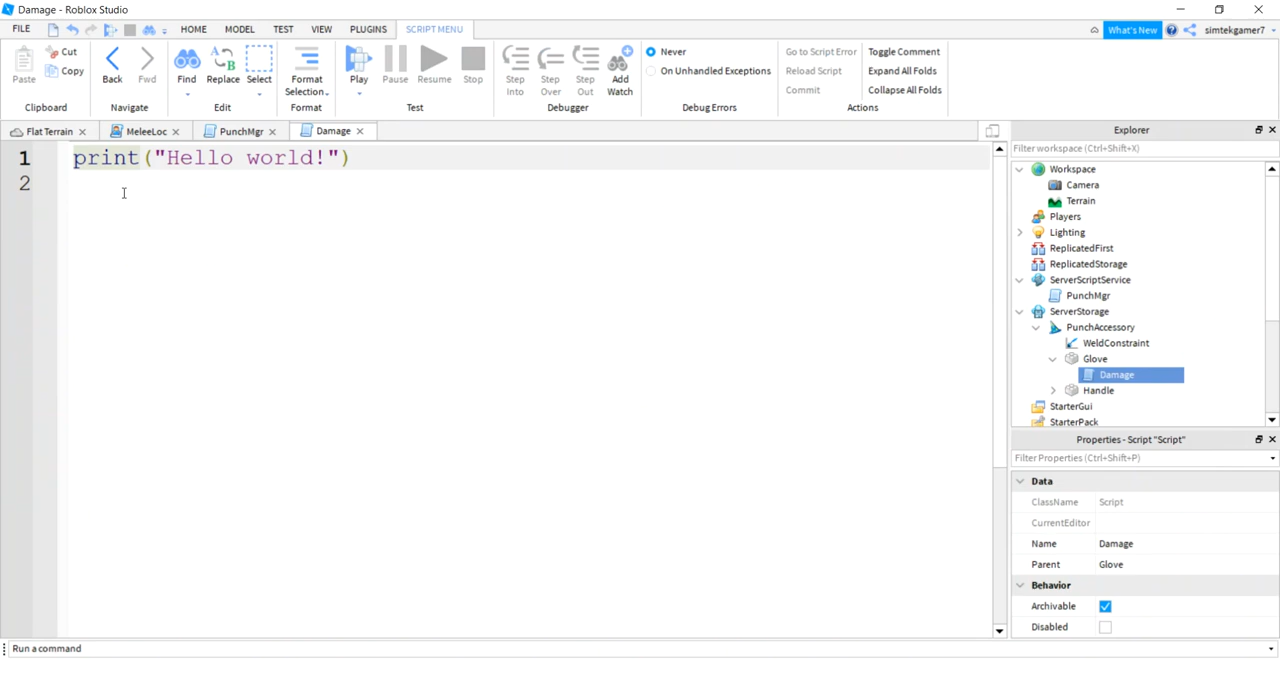 Damage - Roblox Studio
FILE HOME MODEL TEST VIEW PLUGINS SCRIPT MENU What's New simtekgamer7
Paste Cut Copy Back Fwd Find Replace Select Format Selection Play Pause Resume Stop Step Into Step Over Step Out Add Watch Never On Unhandled Exceptions Go to Script Error Reload Script Commit Toggle Comment Expand All Folds Collapse All Folds
Clipboard Navigate Edit Format Test Debugger Debug Errors Actions
Flat Terrain MeleeLoc PunchMgr Damage
1 print("Hello world!")
2
Explorer
Filter workspace (Ctrl+Shift+X)
Workspace
Camera
Terrain
Players
Lighting
ReplicatedFirst
ReplicatedStorage
ServerScriptService
PunchMgr
ServerStorage
PunchAccessory
WeldConstraint
Glove
Damage
Handle
StarterGui
StarterPack
Properties - Script "Script"
Filter Properties (Ctrl+Shift+P)
Data
ClassName Script
CurrentEditor
Name Damage
Parent Glove
Behavior
Archivable
Disabled
Run a command